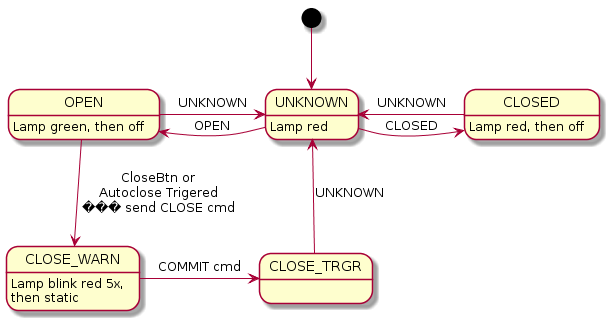 OPEN
Lamp green, then off
UNKNOWN
OPEN
UNKNOWN
Lamp red
UNKNOWN
CLOSED
CLOSED
Lamp red, then off
CloseBtn or
Autoclose Trigered
��� send CLOSE cmd
UNKNOWN
CLOSE_WARN
Lamp blink red 5x,
then static
COMMIT cmd
CLOSE_TRGR